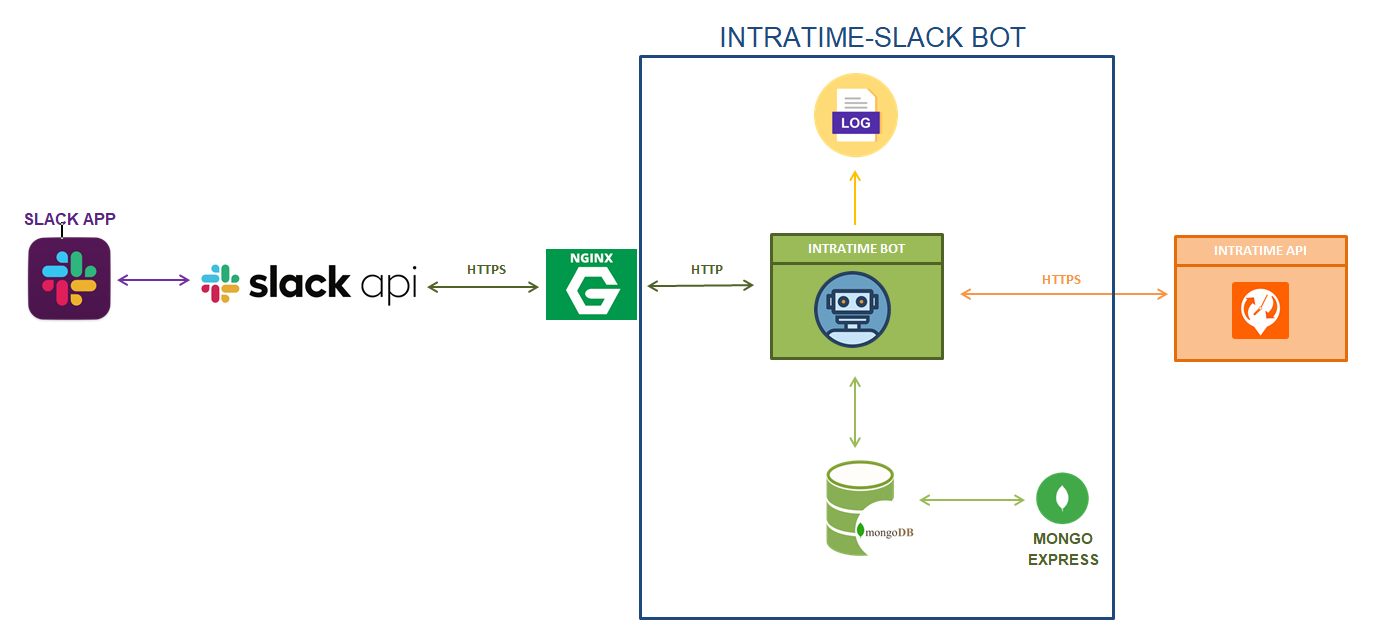 INTRATIME-SLACK BOT
LOG
SLACK APP
slack api
HTTPS
NGINX
HTTP
INTRATIME BOT
HTTPS
INTRATIME API
mongoDB
MONGO
EXPRESS